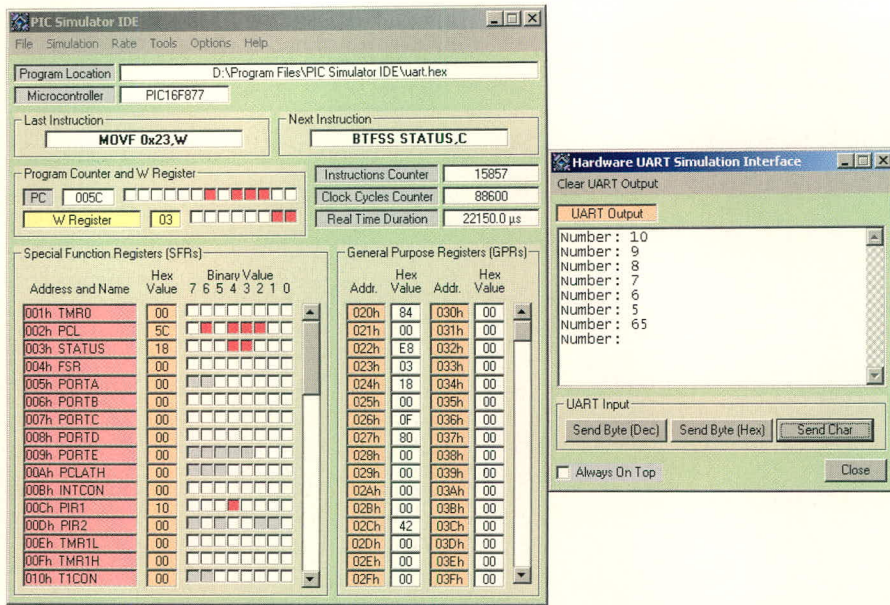 PIC Simulator IDE
File Simulation Rate Tools Options Help
Program Location D:\Program Files\PIC Simulator IDE\uart.hex
Microcontroller PIC16F877
Last Instruction
MOVF 0x23,W
Next Instruction
BTFSS STATUS,C
Program Counter and W Register
PC 005C
W Register 03
Instructions Counter 15857
Clock Cycles Counter 88600
Real Time Duration 22150.0 µs
Special Function Registers (SFRs)
Address and Name Hex Value Binary Value 7 6 5 4 3 2 1 0
001h TMR0 00
002h PCL 5C
003h STATUS 18
004h FSR 00
005h PORTA 00
006h PORTB 00
007h PORTC 00
008h PORTD 00
009h PORTE 00
00Ah PCLATH 00
00Bh INTCON 00
00Ch PIR1 10
00Dh PIR2 00
00Eh TMR1L 00
00Fh TMR1H 00
010h T1CON 00
General Purpose Registers (GPRs)
Addr. Hex Value Addr. Hex Value
020h 84 030h 00
021h 00 031h 00
022h E8 032h 00
023h 03 033h 00
024h 18 034h 00
025h 00 035h 00
026h 0F 036h 00
027h 80 037h 00
028h 00 038h 00
029h 00 039h 00
02Ah 00 03Ah 00
02Bh 00 03Bh 00
02Ch 42 03Ch 00
02Dh 00 03Dh 00
02Eh 00 03Eh 00
02Fh 00 03Fh 00
Hardware UART Simulation Interface
Clear UART Output
UART Output
Number: 10
Number: 9
Number: 8
Number: 7
Number: 6
Number: 5
Number: 65
Number:
UART Input
Send Byte (Dec) Send Byte (Hex) Send Char
Always On Top Close